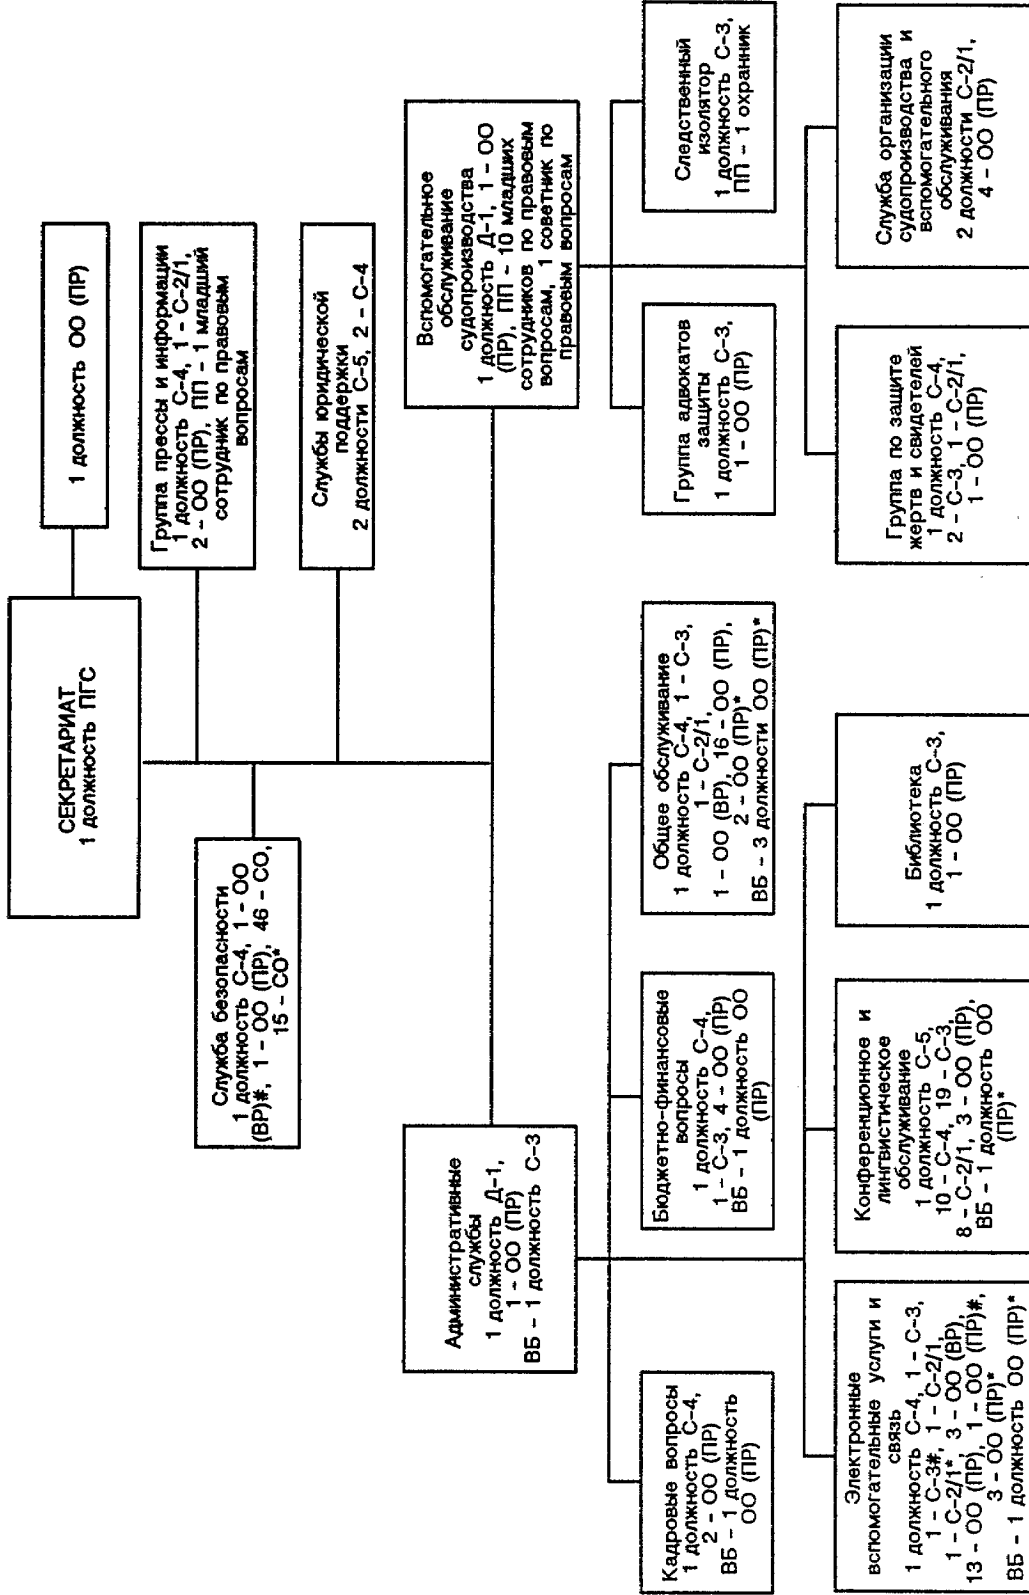 СЕКРЕТАРИАТ
1 должность ПГС
1 должность ОО (ПР)
Группа прессы и информации
1 должность С-4, 1 - С-2/1,
2 - ОО (ПР), ПП - 1 младший
сотрудник по правовым
вопросам
Служба безопасности
1 должность С-4, 1 - ОО
(ВР)#, 1 - ОО (ПР), 46 - СО,
15 - СО*
Службы юридической
поддержки
2 должности С-5, 2 - С-4
Административные
службы
1 должность Д-1,
1 - ОО (ПР)
ВБ - 1 должность С-3
Вспомогательное
обслуживание
судопроизводства
1 должность Д-1, 1 - ОО
(ПР), ПП - 10 младших
сотрудников по правовым
вопросам, 1 советник по
правовым вопросам
Кадровые вопросы
1 должность С-4,
2 - ОО (ПР)
ВБ - 1 должность
ОО (ПР)
Бюджетно-финансовые
вопросы
1 должность С-4,
1 - С-3, 4 - ОО (ПР)
ВБ - 1 должность ОО
(ПР)
Общее обслуживание
1 должность С-4, 1 - С-3,
1 - С-2/1,
1 - ОО (ВР), 16 - ОО (ПР),
2 - ОО (ПР)*
ВБ - 3 должности ОО (ПР)*
Группа адвокатов
защиты
1 должность С-3,
1 - ОО (ПР)
Следственный
изолятор
1 должность С-3,
ПП - 1 охранник
Электронные
вспомогательные услуги и
связь
1 должность С-4, 1 - С-3,
1 - С-3#, 1 - С-2/1,
1 - С-2/1*, 3 - ОО (ВР),
13 - ОО (ПР), 1 - ОО (ПР)#,
3 - ОО (ПР)*
ВБ - 1 должность ОО (ПР)*
Конференционное и
лингвистическое
обслуживание
1 должность С-5,
10 - С-4, 19 - С-3,
8 - С-2/1, 3 - ОО (ПР),
ВБ - 1 должность ОО
(ПР)*
Библиотека
1 должность С-3,
1 - ОО (ПР)
Группа по защите
жертв и свидетелей
1 должность С-4,
2 - С-3, 1 - С-2/1,
1 - ОО (ПР)
Служба организации
судопроизводства и
вспомогательного
обслуживания
2 должности С-2/1,
4 - ОО (ПР)